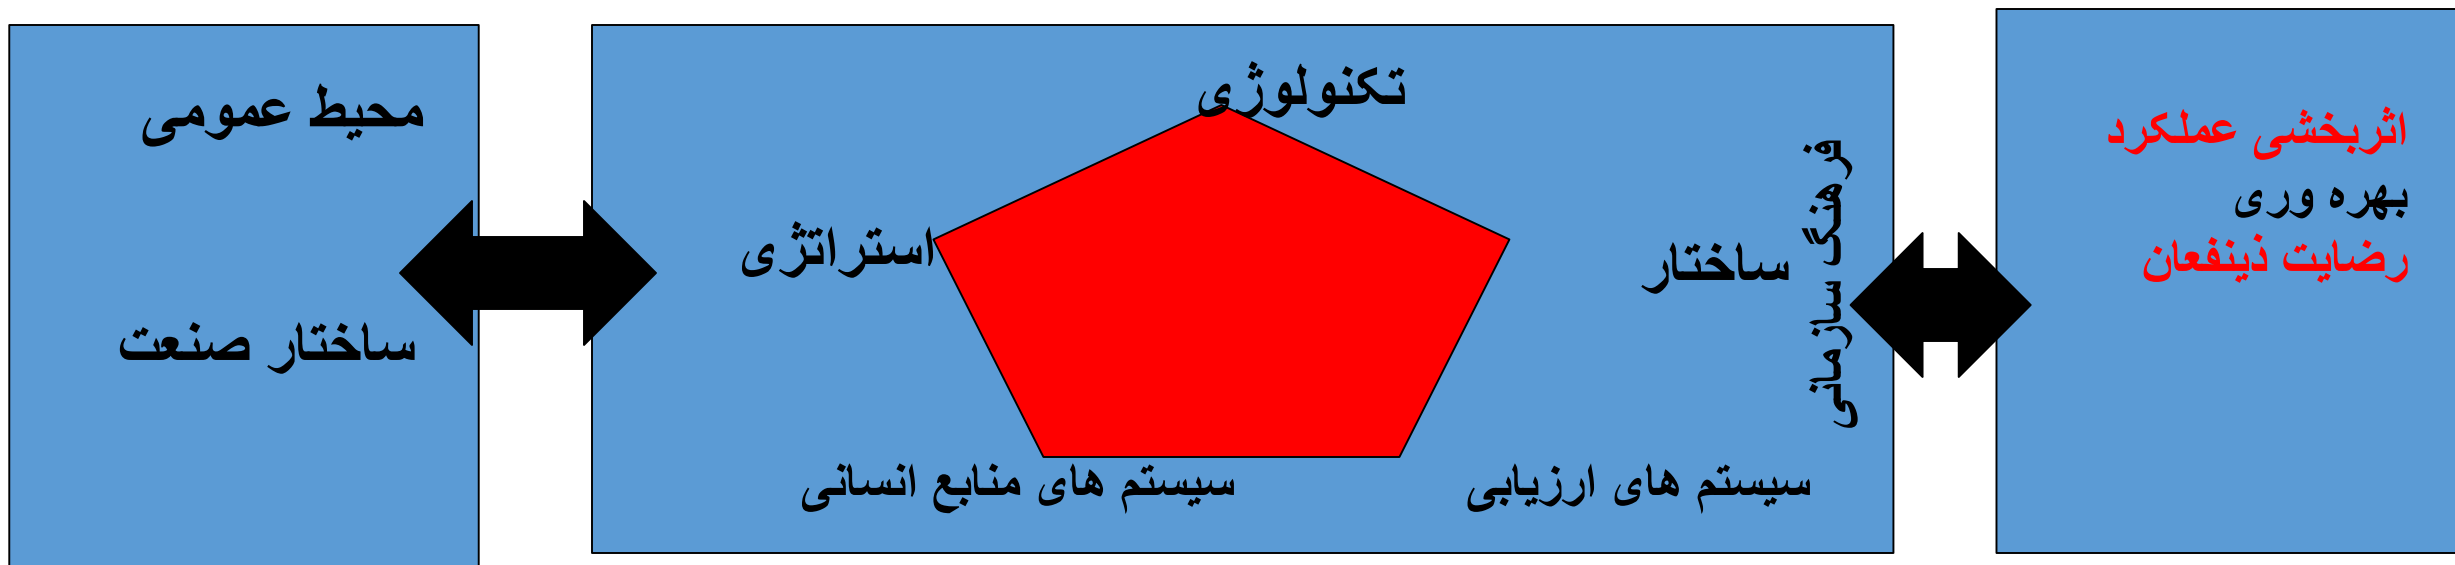 محیط عمومی
ساختار صنعت
تکنولوژی
استراتژی
ساختار
فرهنگ سازمانی
سیستم های منابع انسانی
سیستم های ارزیابی
اثربخشی عملکرد
بهره وری
رضایت ذینفعان